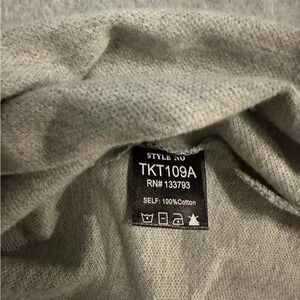 STYLE NO
TKT109A
RN# 133793
SELF: 100%Cotton